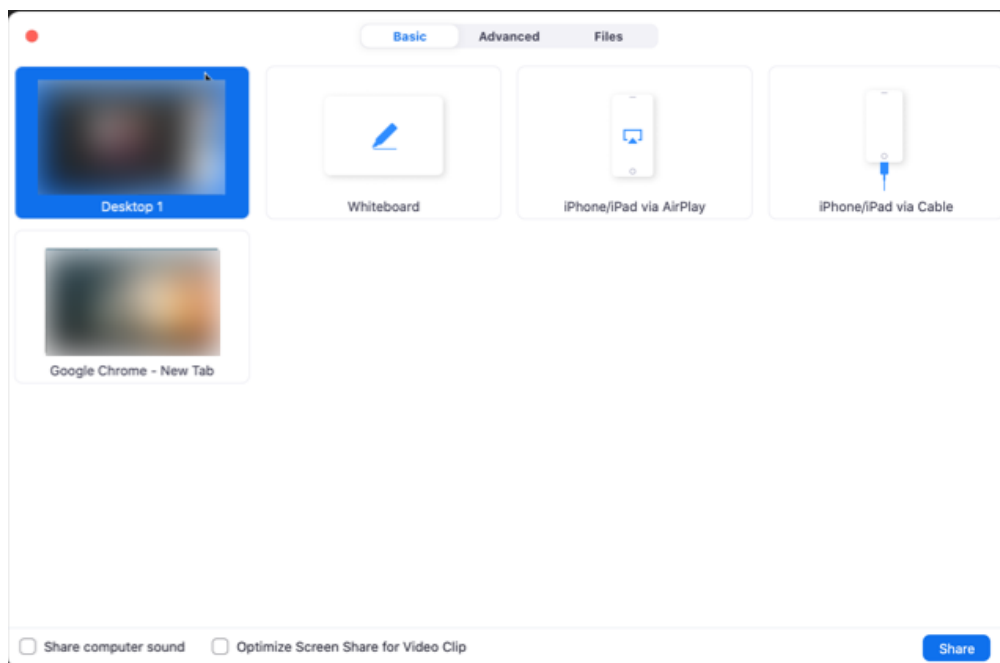 Basic Advanced Files
Desktop 1 Whiteboard iPhone/iPad via AirPlay iPhone/iPad via Cable
Google Chrome - New Tab
Share computer sound Optimize Screen Share for Video Clip Share